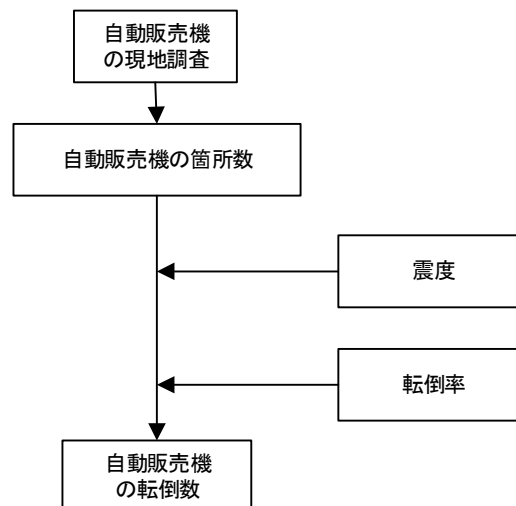 自動販売機
の現地調査
自動販売機の箇所数
震度
転倒率
自動販売機
の転倒数